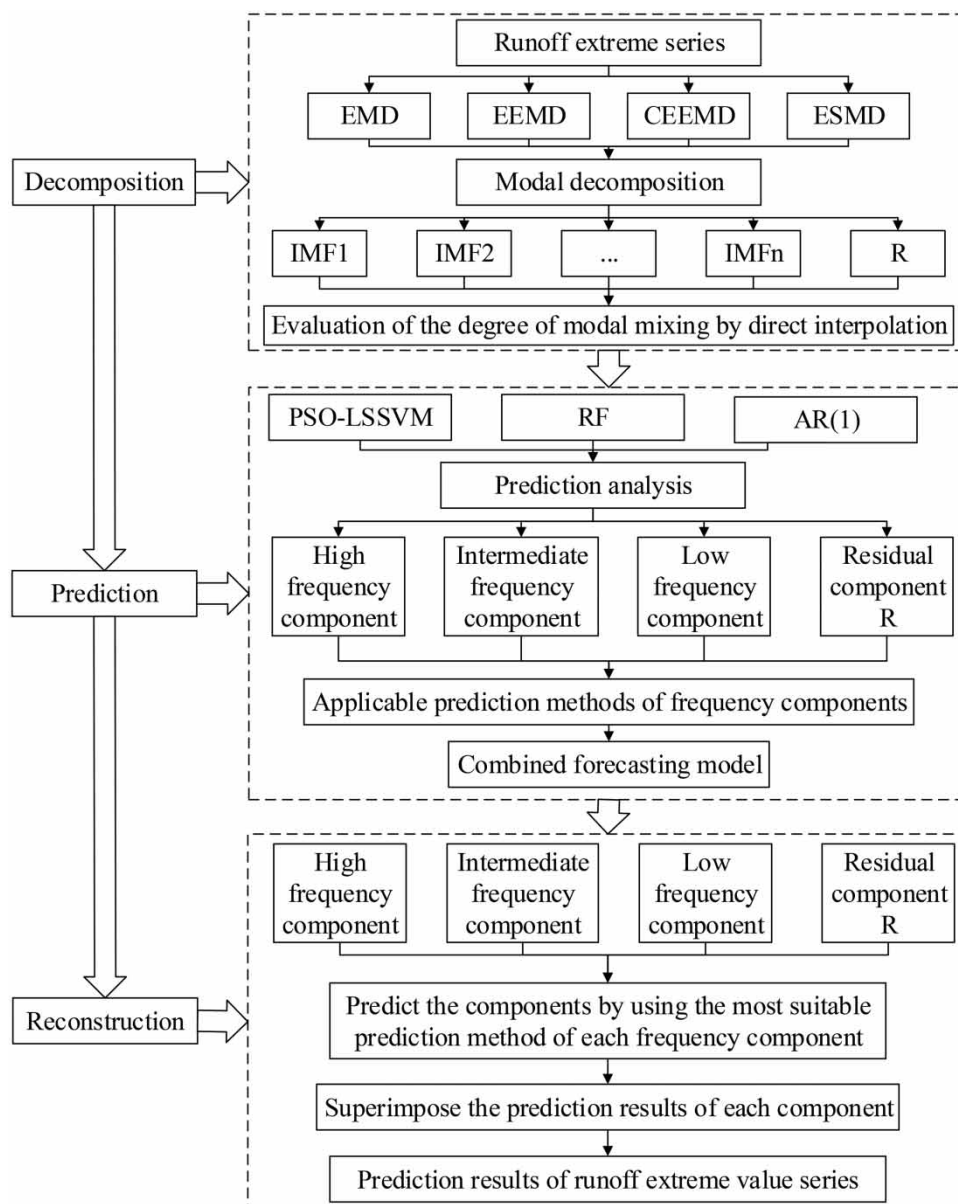 Runoff extreme series
EMD
EEMD
CEEMD
ESMD
Decomposition
Modal decomposition
IMF1
IMF2
...
IMFn
R
Evaluation of the degree of modal mixing by direct interpolation
PSO-LSSVM
RF
AR(1)
Prediction analysis
Prediction
High
frequency
component
Intermediate
frequency
component
Low
frequency
component
Residual
component
R
Applicable prediction methods of frequency components
Combined forecasting model
High
frequency
component
Intermediate
frequency
component
Low
frequency
component
Residual
component
R
Reconstruction
Predict the components by using the most suitable
prediction method of each frequency component
Superimpose the prediction results of each component
Prediction results of runoff extreme value series